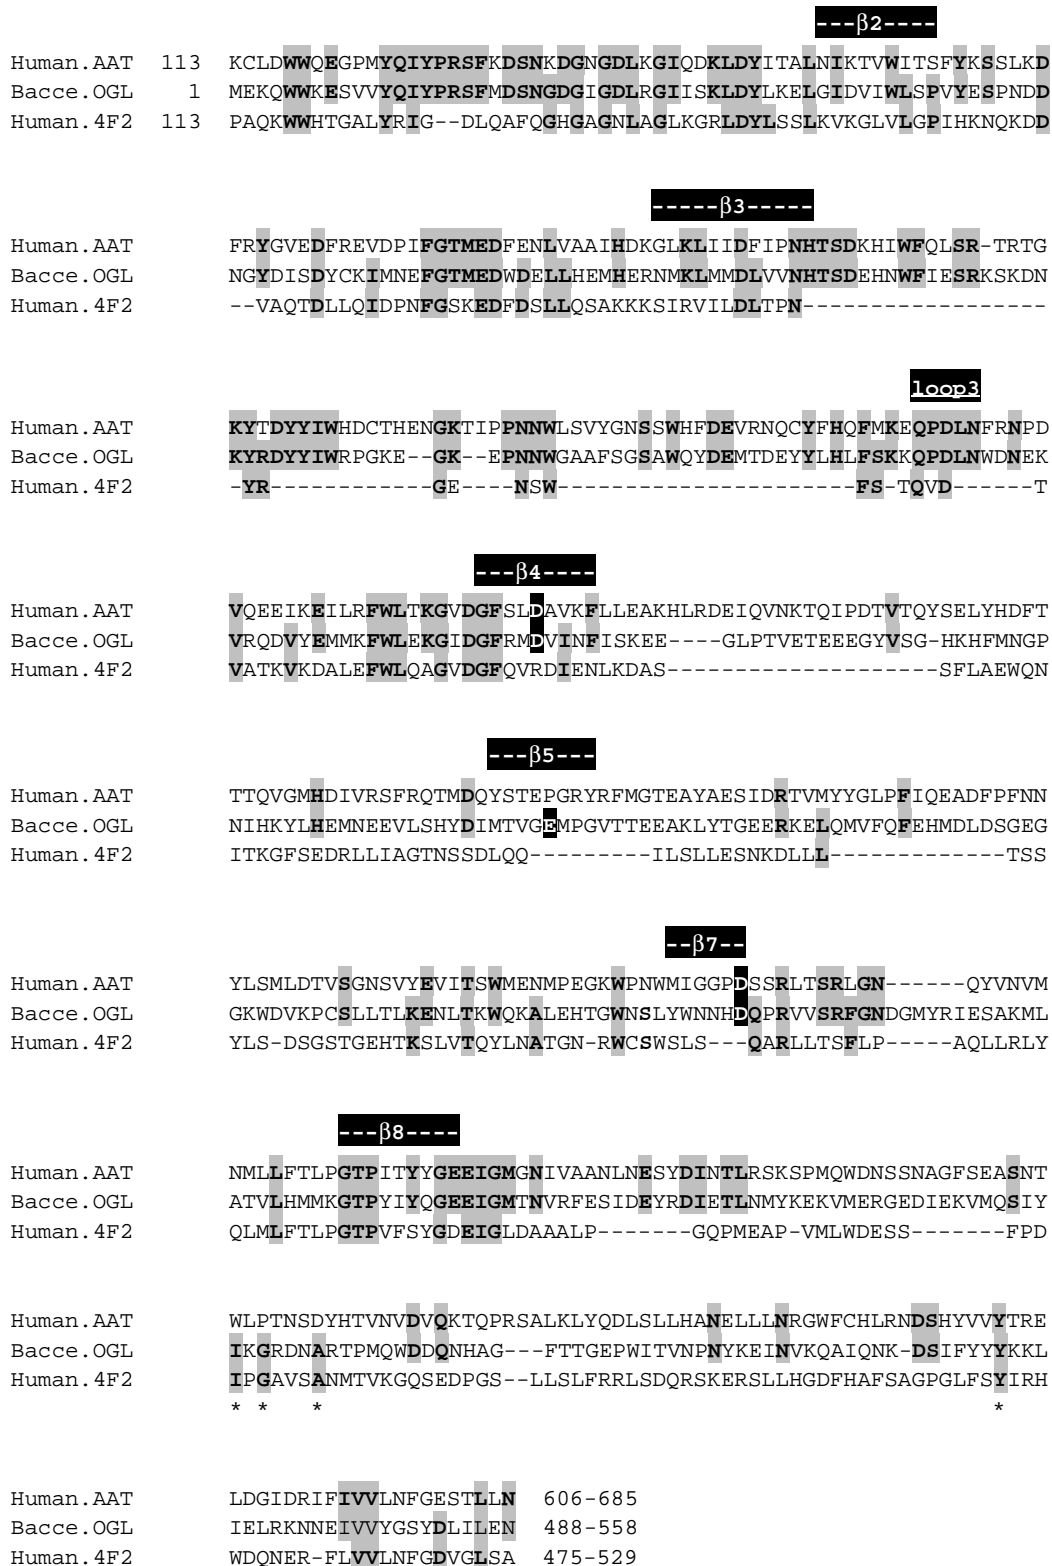 ---β2----
Human.AAT 113 KCLDWWQEGPMYQIYPRSFKDSNKDGNGDLKGIQDKLDYITALNIKTVWITSFYKSSLKD
Bacce.OGL 1 MEKQWWKESVVYQIYPRSFMDSNGDGIGDLRGIISKLDYLKELGIDVIWLSPVYESPNDD
Human.4F2 113 PAQKWWHTGALYRIG--DLQAFQGHGAGNLAGLKGRLDYLSSLKVKGLVLGPIHKNQKDD
-----β3-----
Human.AAT FRYGVEDFREVDPIFGTMEDFENLVAAIHDKGLKLIIDFIPNHTSDKHIWFQLSR-TRTG
Bacce.OGL NGYDISDYCKIMNEFGTMEDWDELLHEMHERNMKLMMDLVVNHTSDEHNWFIESRKSKDN
Human.4F2 --VAQTDLLQIDPNFGSKEDFDSLLQSAKKKSIRVILDLTPN------------------
loop3
Human.AAT KYTDYYIWHDCTHENGKTIPPNNWLSVYGNSSWHFDEVRNQCYFHQFMKEQPDLNFRNPD
Bacce.OGL KYRDYYIWRPGKE--GK--EPNNWGAAFSGSAWQYDEMTDEYYLHLFSKKQPDLNWDNEK
Human.4F2 -YR------------GE----NSW----------------------FS-TQVD------T
---β4----
Human.AAT VQEEIKEILRFWLTKGVDGFSLDAVKFLLEAKHLRDEIQVNKTQIPDTVTQYSELYHDFT
Bacce.OGL VRQDVYEMMKFWLEKGIDGFRMDVINFISKEE----GLPTVETEEEGYVSG-HKHFMNGP
Human.4F2 VATKVKDALEFWLQAGVDGFQVRDIENLKDAS--------------------SFLAEWQN
---β5---
Human.AAT TTQVGMHDIVRSFRQTMDQYSTEPGRYRFMGTEAYAESIDRTVMYYGLPFIQEADFPFNN
Bacce.OGL NIHKYLHEMNEEVLSHYDIMTVGEMPGVTTEEAKLYTGEERKELQMVFQFEHMDLDSGEG
Human.4F2 ITKGFSEDRLLIAGTNSSDLQQ---------ILSLLESNKDLLL-------------TSS
--β7--
Human.AAT YLSMLDTVSGNSVYEVITSWMENMPEGKWPNWMIGGPDSSRLTSRLGN------QYVNVM
Bacce.OGL GKWDVKPCSLLTLKENLTKWQKALEHTGWNSLYWNNHDQPRVVSRFGNDGMYRIESAKML
Human.4F2 YLS-DSGSTGEHTKSLVTQYLNATGN-RWCSWSLS---QARLLTSFLP-----AQLLRLY
---β8----
Human.AAT NMLLFTLPGTPITYYGEEIGMGNIVAANLNESYDINTLRSKSPMQWDNSSNAGFSEASNT
Bacce.OGL ATVLHMMKGTPYIYQGEEIGMTNVRFESIDEYRDIETLNMYKEKVMERGEDIEKVMQSIY
Human.4F2 QLMLFTLPGTPVFSYGDEIGLDAAALP-------GQPMEAP-VMLWDESS-------FPD
Human.AAT WLPTNSDYHTVNVDVQKTQPRSALKLYQDLSLLHANELLLNRGWFCHLRNDSHYVVYTRE
Bacce.OGL IKGRDNARTPMQWDDQNHAG---FTTGEPWITVNPNYKEINVKQAIQNK-DSIFYYYKKL
Human.4F2 IPGAVSANMTVKGQSEDPGS--LLSLFRRLSDQRSKERSLLHGDFHAFSAGPGLFSYIRH
* * * *
Human.AAT LDGIDRIFIVVLNFGESTLLN 606-685
Bacce.OGL IELRKNNEIVVYGSYDLILEN 488-558
Human.4F2 WDQNER-FLVVLNFGDVGLSA 475-529